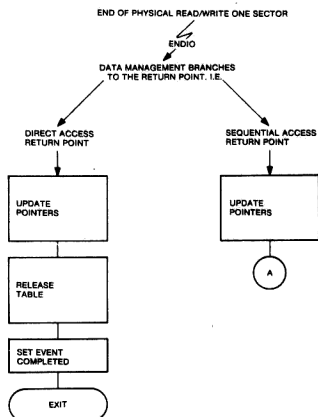 END OF PHYSICAL READ/WRITE ONE SECTOR
ENDIO
DATA MANAGEMENT BRANCHES
TO THE RETURN POINT. I.E.
DIRECT ACCESS
RETURN POINT
SEQUENTIAL ACCESS
RETURN POINT
UPDATE
POINTERS
UPDATE
POINTERS
A
RELEASE
TABLE
SET EVENT
COMPLETED
EXIT